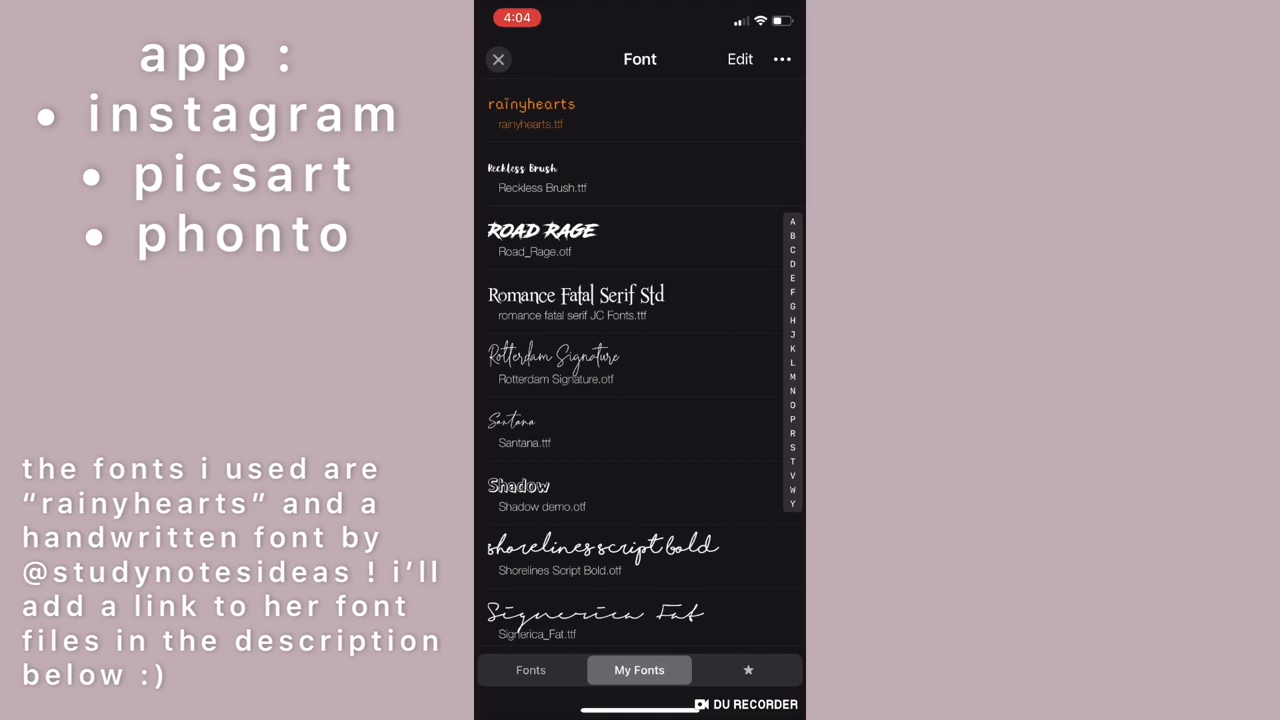 app :
• instagram
• picsart
• phonto
the fonts i used are
“rainyhearts” and a
handwritten font by
@studynotesideas ! i’ll
add a link to her font
files in the description
below :)
4:04
Font
Edit
rainyhearts
rainyhearts.ttf
Reckless Brush
Reckless Brush.ttf
ROAD RAGE
Road_Rage.otf
Romance Fatal Serif Std
romance fatal serif JC Fonts.ttf
Rotterdam Signature
Rotterdam Signature.otf
Santana
Santana.ttf
Shadow
Shadow demo.otf
shorelines script bold
Shorelines Script Bold.otf
Signerica Fat
Signerica_Fat.ttf
A
B
C
D
E
F
G
H
J
K
L
M
N
O
P
R
S
T
V
W
Y
Fonts
My Fonts
DU RECORDER